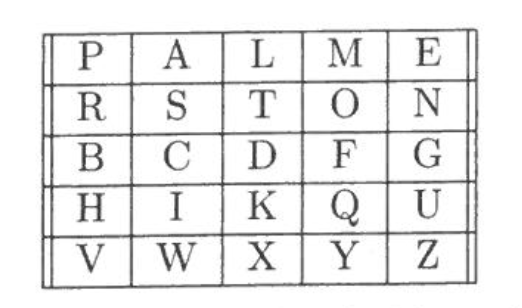 P A L M E
R S T O N
B C D F G
H I K Q U
V W X Y Z